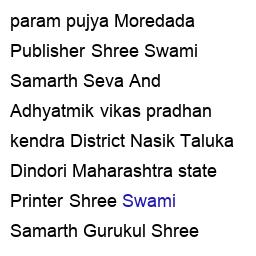 param pujya Moredada
Publisher Shree Swami
Samarth Seva And
Adhyatmik vikas pradhan
kendra District Nasik Taluka
Dindori Maharashtra state
Printer Shree Swami
Samarth Gurukul Shree